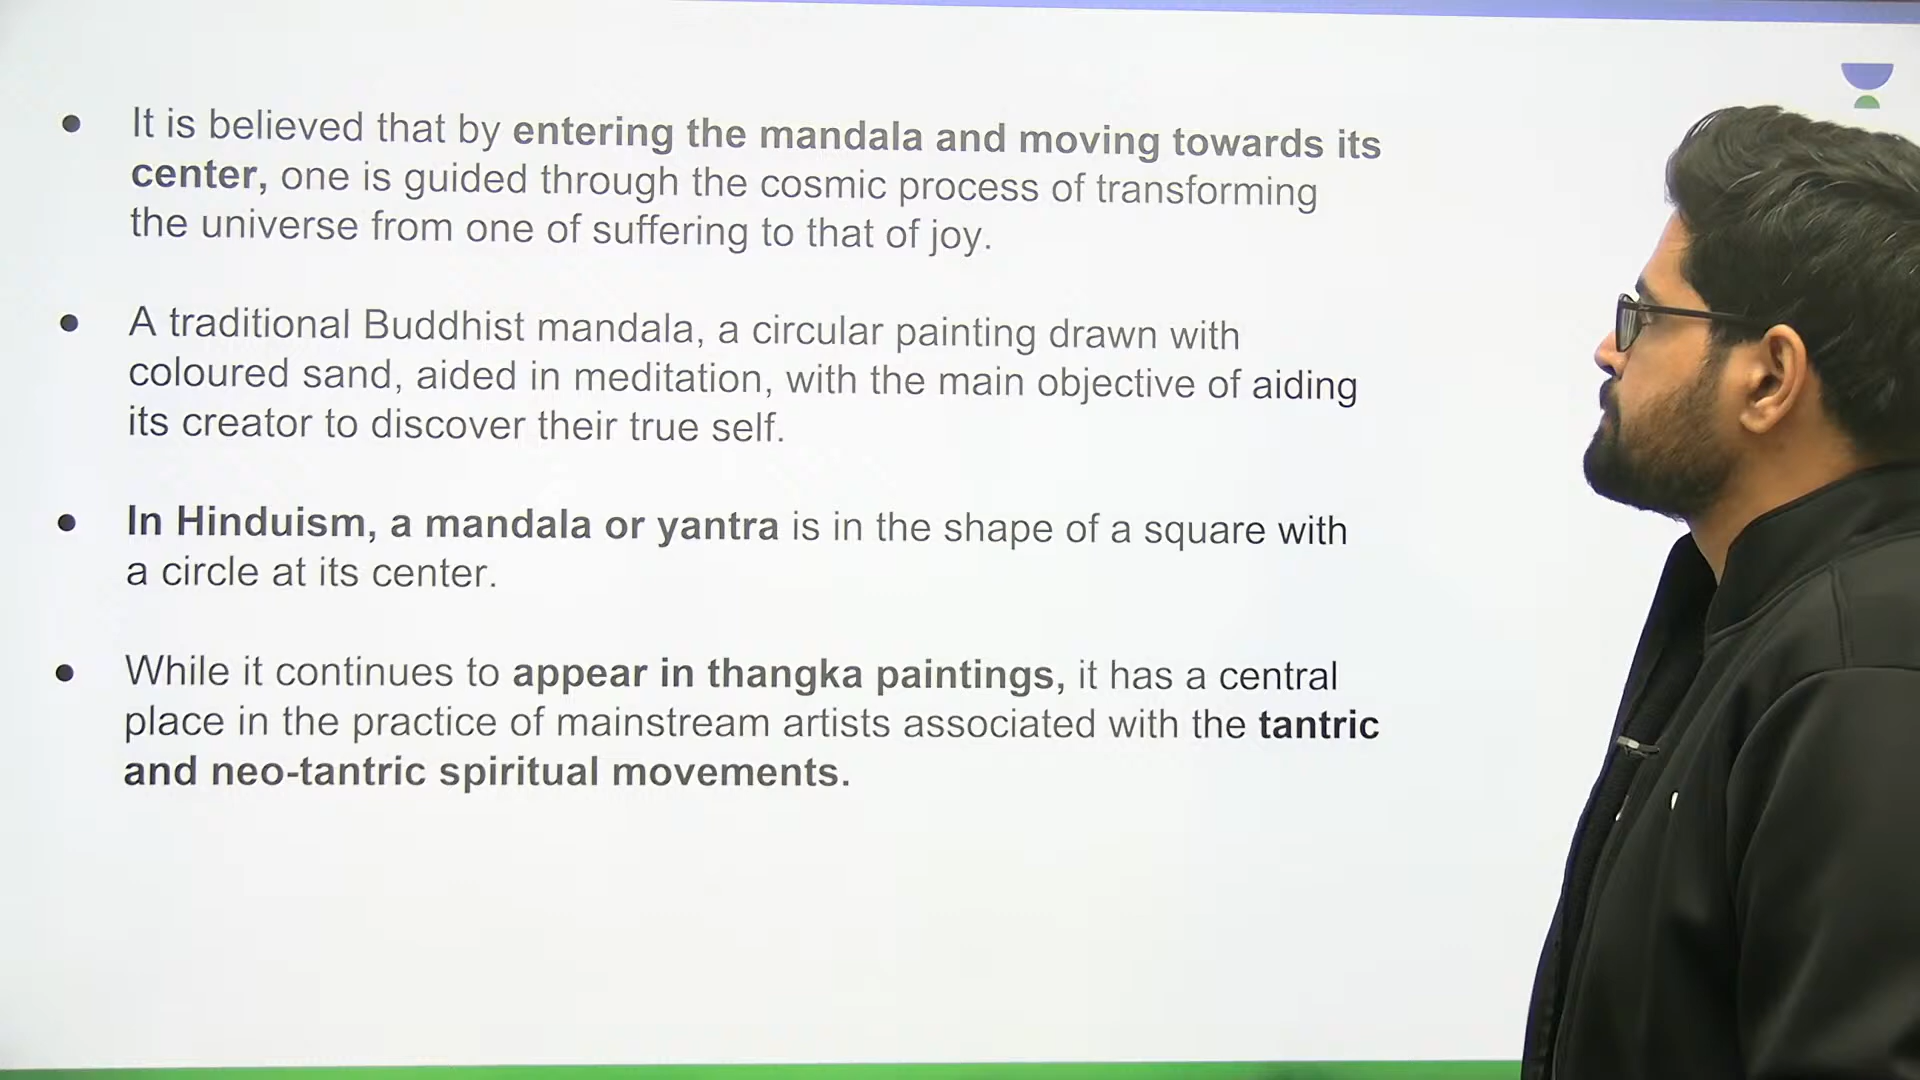 ● It is believed that by entering the mandala and moving towards its
center, one is guided through the cosmic process of transforming
the universe from one of suffering to that of joy.
● A traditional Buddhist mandala, a circular painting drawn with
coloured sand, aided in meditation, with the main objective of aiding
its creator to discover their true self.
● In Hinduism, a mandala or yantra is in the shape of a square with
a circle at its center.
● While it continues to appear in thangka paintings, it has a central
place in the practice of mainstream artists associated with the tantric
and neo-tantric spiritual movements.